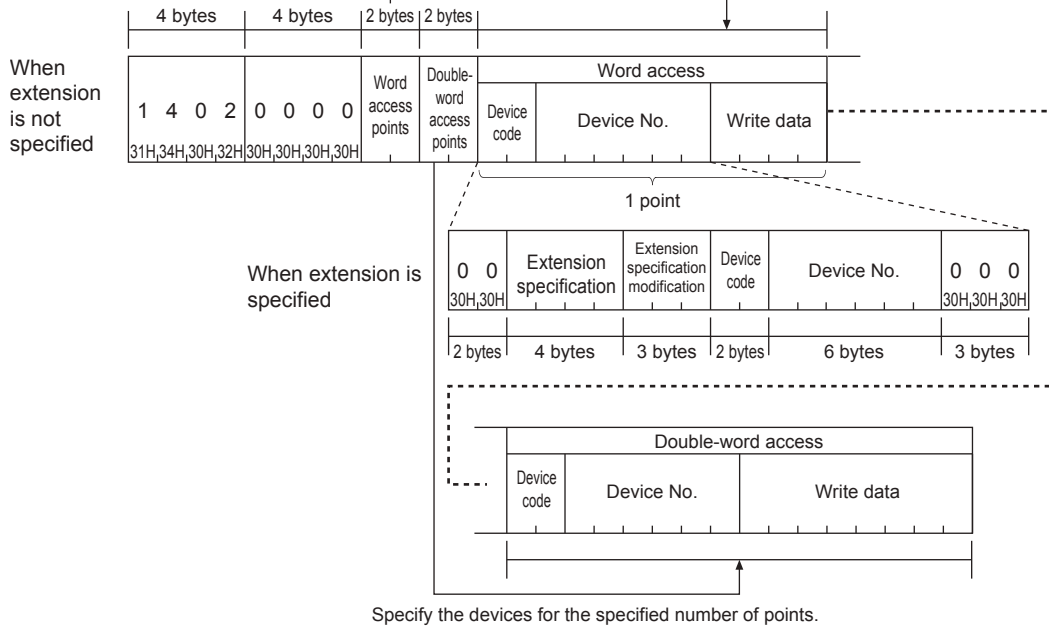 4 bytes 4 bytes 2 bytes 2 bytes
When
extension
is not
specified
1 4 0 2
31H,34H,30H,32H
0 0 0 0
30H,30H,30H,30H
Word
access
points
Double-
word
access
points
Word access
Device
code
Device No.
Write data
1 point
When extension is
specified
0 0
30H,30H
Extension
specification
Extension
specification
modification
Device
code
Device No.
0 0 0
30H,30H,30H
2 bytes 4 bytes 3 bytes 2 bytes 6 bytes 3 bytes
Double-word access
Device
code
Device No.
Write data
Specify the devices for the specified number of points.